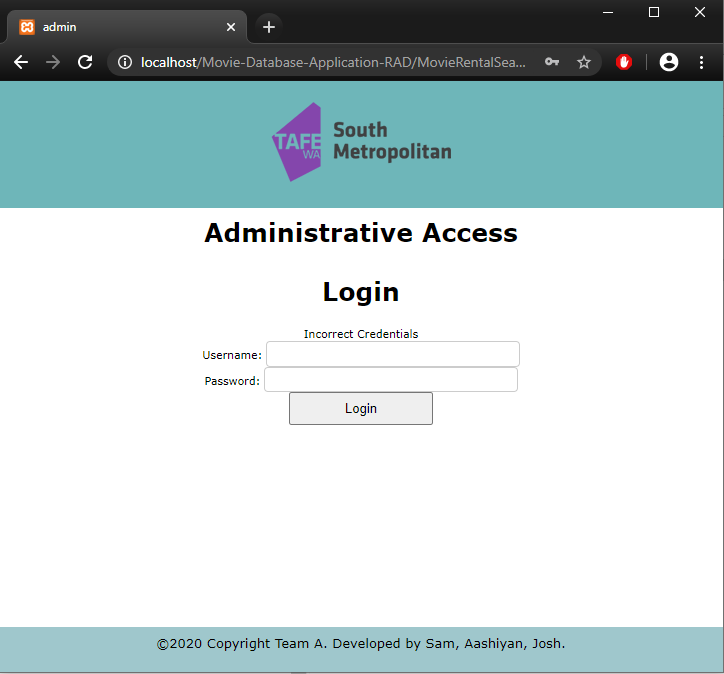 admin
localhost/Movie-Database-Application-RAD/MovieRentalSea...
TAFE
WA
South
Metropolitan
Administrative Access
Login
Incorrect Credentials
Username:
Password:
Login
©2020 Copyright Team A. Developed by Sam, Aashiyan, Josh.